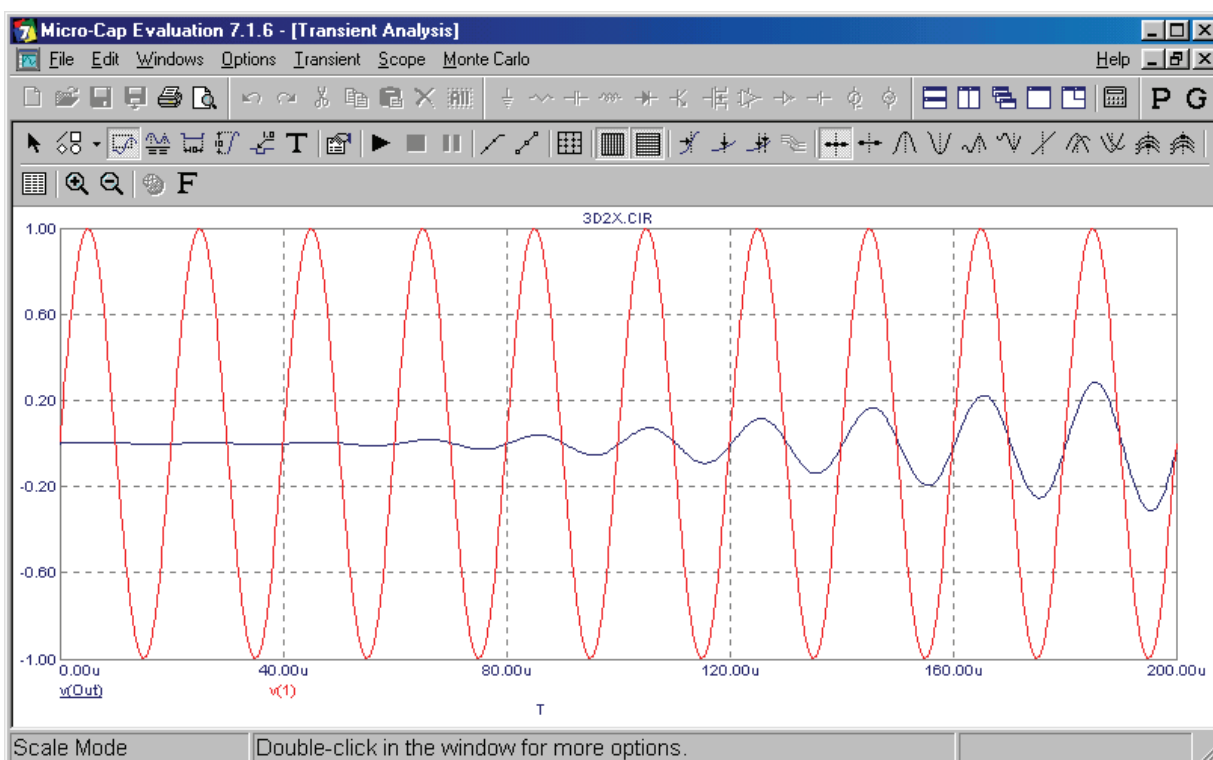 Micro-Cap Evaluation 7.1.6 - [Transient Analysis]
File Edit Windows Options Transient Scope Monte Carlo Help
P G
T
F
3D2X.CIR
1.00
0.60
0.20
-0.20
-0.60
-1.00
0.00u 40.00u 80.00u 120.00u 160.00u 200.00u
v(Out) v(1)
T
Scale Mode Double-click in the window for more options.